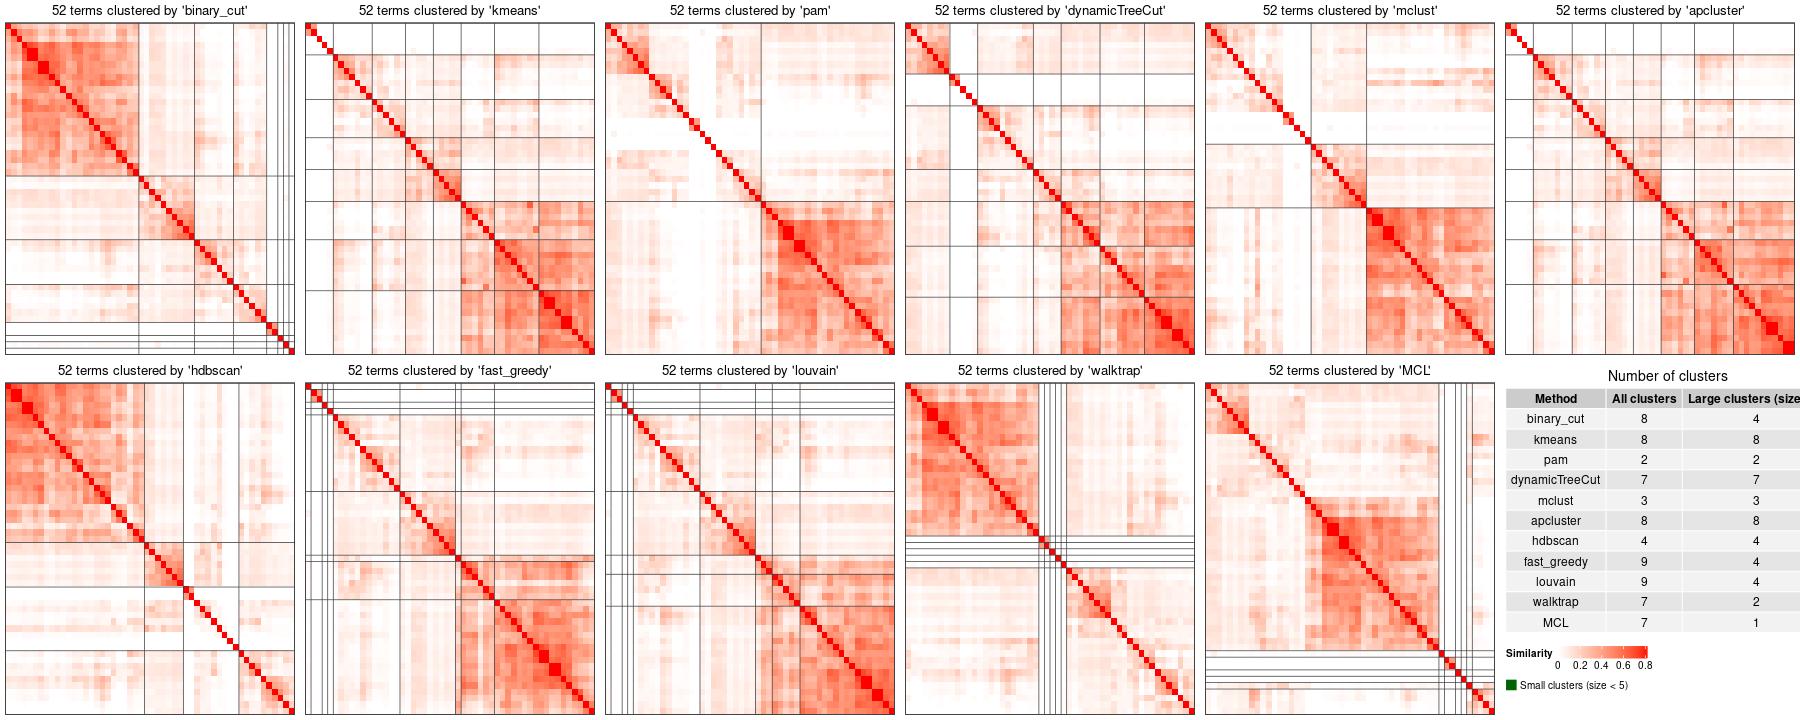 52 terms clustered by 'binary_cut'
52 terms clustered by 'kmeans'
52 terms clustered by 'pam'
52 terms clustered by 'dynamicTreeCut'
52 terms clustered by 'mclust'
52 terms clustered by 'apcluster'
52 terms clustered by 'hdbscan'
52 terms clustered by 'fast_greedy'
52 terms clustered by 'louvain'
52 terms clustered by 'walktrap'
52 terms clustered by 'MCL'
Number of clusters
Method All clusters Large clusters (size
binary_cut 8 4
kmeans 8 8
pam 2 2
dynamicTreeCut 7 7
mclust 3 3
apcluster 8 8
hdbscan 4 4
fast_greedy 9 4
louvain 9 4
walktrap 7 2
MCL 7 1
Similarity
0 0.2 0.4 0.6 0.8
Small clusters (size < 5)